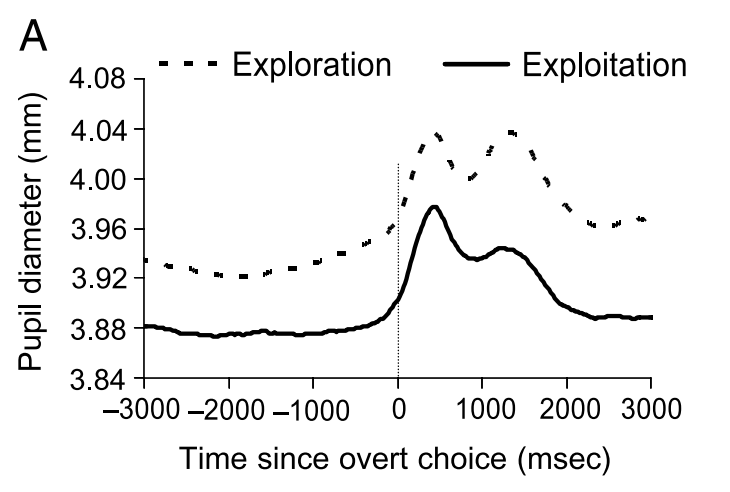 A
Exploration Exploitation
4.08
4.04
4.00
3.96
3.92
3.88
3.84
Pupil diameter (mm)
–3000 –2000 –1000 0 1000 2000 3000
Time since overt choice (msec)